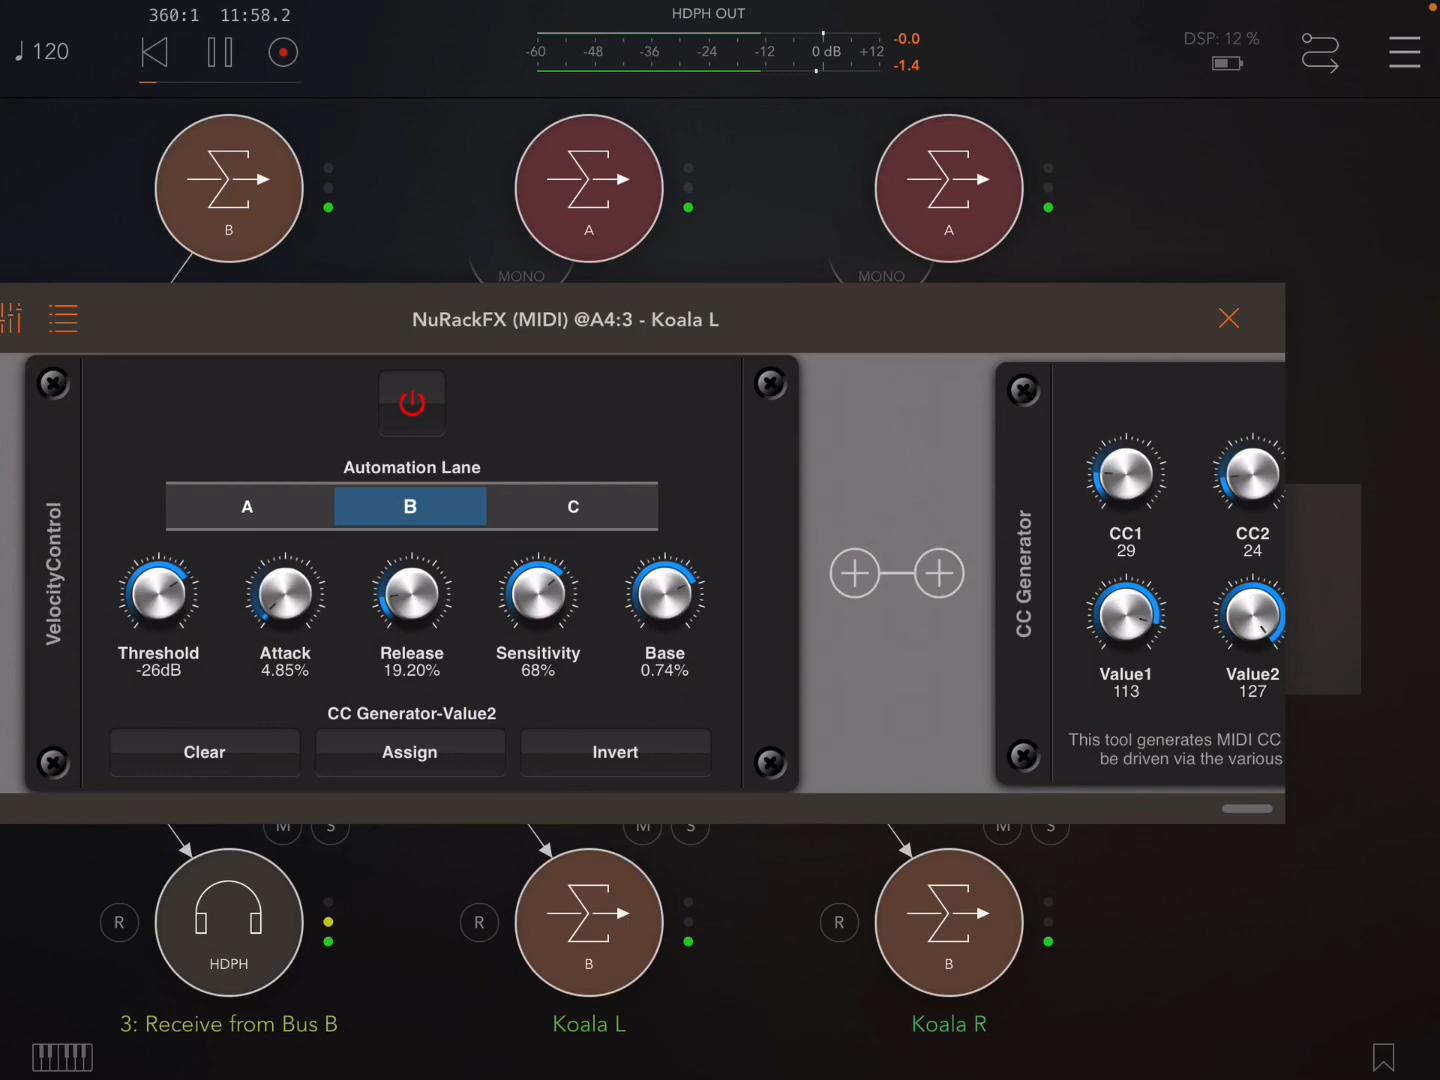 360:1 11:58.2
HDPH OUT
♩ 120
-60 -48 -36 -24 -12 0 dB +12
-0.0
-1.4
DSP: 12 %
B
A
A
MONO
MONO
NuRackFX (MIDI) @A4:3 - Koala L
VelocityControl
Automation Lane
A B C
Threshold Attack Release Sensitivity Base
-26dB 4.85% 19.20% 68% 0.74%
CC Generator-Value2
Clear Assign Invert
CC Generator
CC1 CC2
29 24
Value1 Value2
113 127
This tool generates MIDI CC
be driven via the various
M S
M S
M S
R
HDPH
R
B
R
B
3: Receive from Bus B
Koala L
Koala R